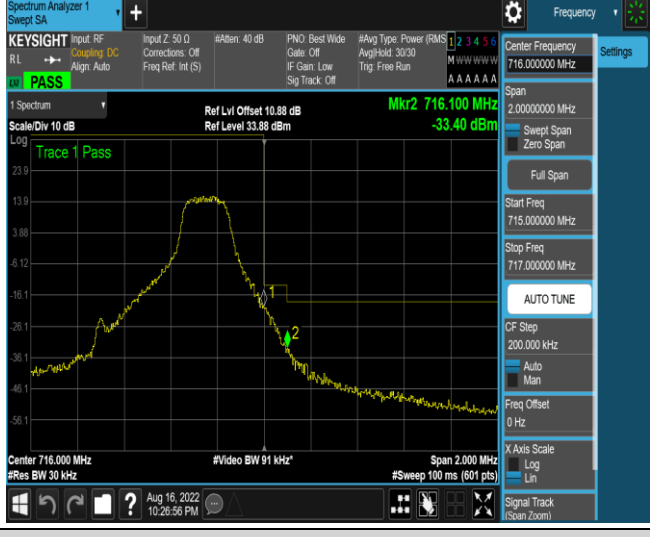 Spectrum Analyzer 1
Swept SA
+
Frequency
KEYSIGHT
Input: RF
Input Z: 50 Ω
#Atten: 40 dB
PNO: Best Wide
#Avg Type: Power (RMS
1 2 3 4 5 6
RL
Coupling: DC
Corrections: Off
Gate: Off
Avg|Hold: 30/30
M W W W W W
Align: Auto
Freq Ref: Int (S)
IF Gain: Low
Trig: Free Run
Sig Track: Off
A A A A A A
PASS
1 Spectrum
Ref Lvl Offset 10.88 dB
Mkr2 716.100 MHz
Scale/Div 10 dB
Ref Level 33.88 dBm
-33.40 dBm
Log
Trace 1 Pass
23.9
13.9
3.88
-6.12
-16.1
-26.1
-36.1
-46.1
-56.1
1
2
Center 716.000 MHz
#Video BW 91 kHz*
Span 2.000 MHz
#Res BW 30 kHz
#Sweep 100 ms (601 pts)
?
Aug 16, 2022
10:26:56 PM
Center Frequency
716.000000 MHz
Settings
Span
2.00000000 MHz
Swept Span
Zero Span
Full Span
Start Freq
715.000000 MHz
Stop Freq
717.000000 MHz
AUTO TUNE
CF Step
200.000 kHz
Auto
Man
Freq Offset
0 Hz
X Axis Scale
Log
Lin
Signal Track
(Span Zoom)